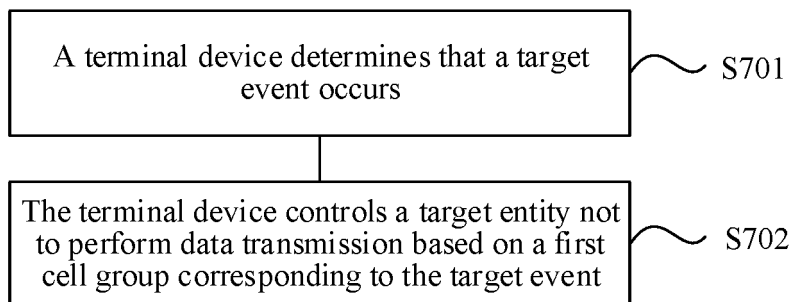 A terminal device determines that a target
event occurs
S701
The terminal device controls a target entity not
to perform data transmission based on a first
cell group corresponding to the target event
S702